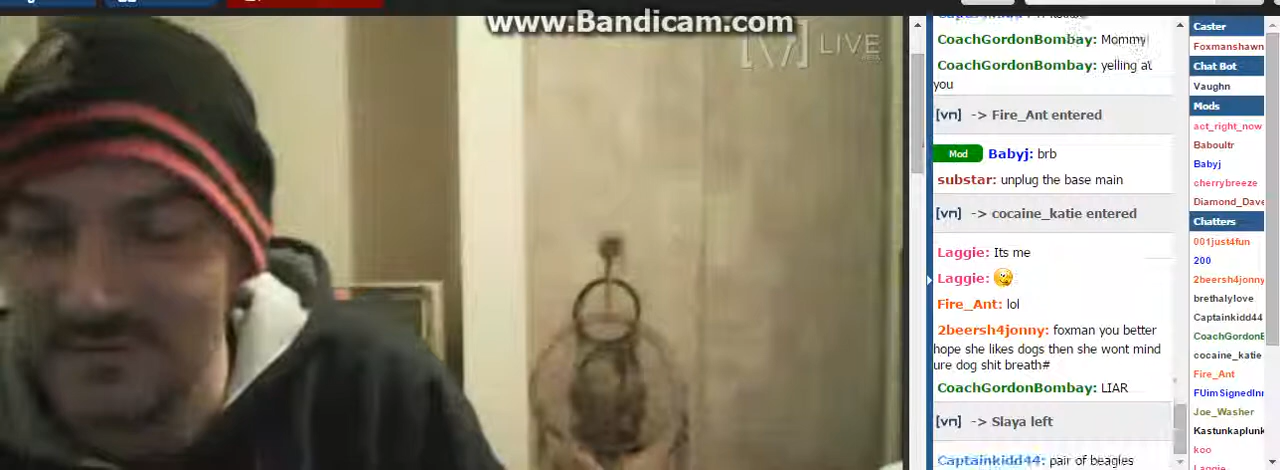 www.Bandicam.com
[V] LIVE
CoachGordonBombay: Mommy
CoachGordonBombay: yelling at
you
[vn] -> Fire_Ant entered
Mod Babyj: brb
substar: unplug the base main
[vn] -> cocaine_katie entered
Laggie: Its me
Laggie:
Fire_Ant: lol
2beersh4jonny: foxman you better
hope she likes dogs then she wont mind
ure dog shit breath#
CoachGordonBombay: LIAR
[vn] -> Slaya left
Captainkidd44: pair of beagles
Caster
Foxmanshawn
Chat Bot
Vaughn
Mods
act_right_now
Baboultr
Babyj
cherrybreeze
Diamond_Dave
Chatters
001just4fun
200
2beersh4jonny
brethalylove
Captainkidd44
CoachGordonB
cocaine_katie
Fire_Ant
FUimSignedInn
Joe_Washer
Kastunkaplunk
koo
Laggie